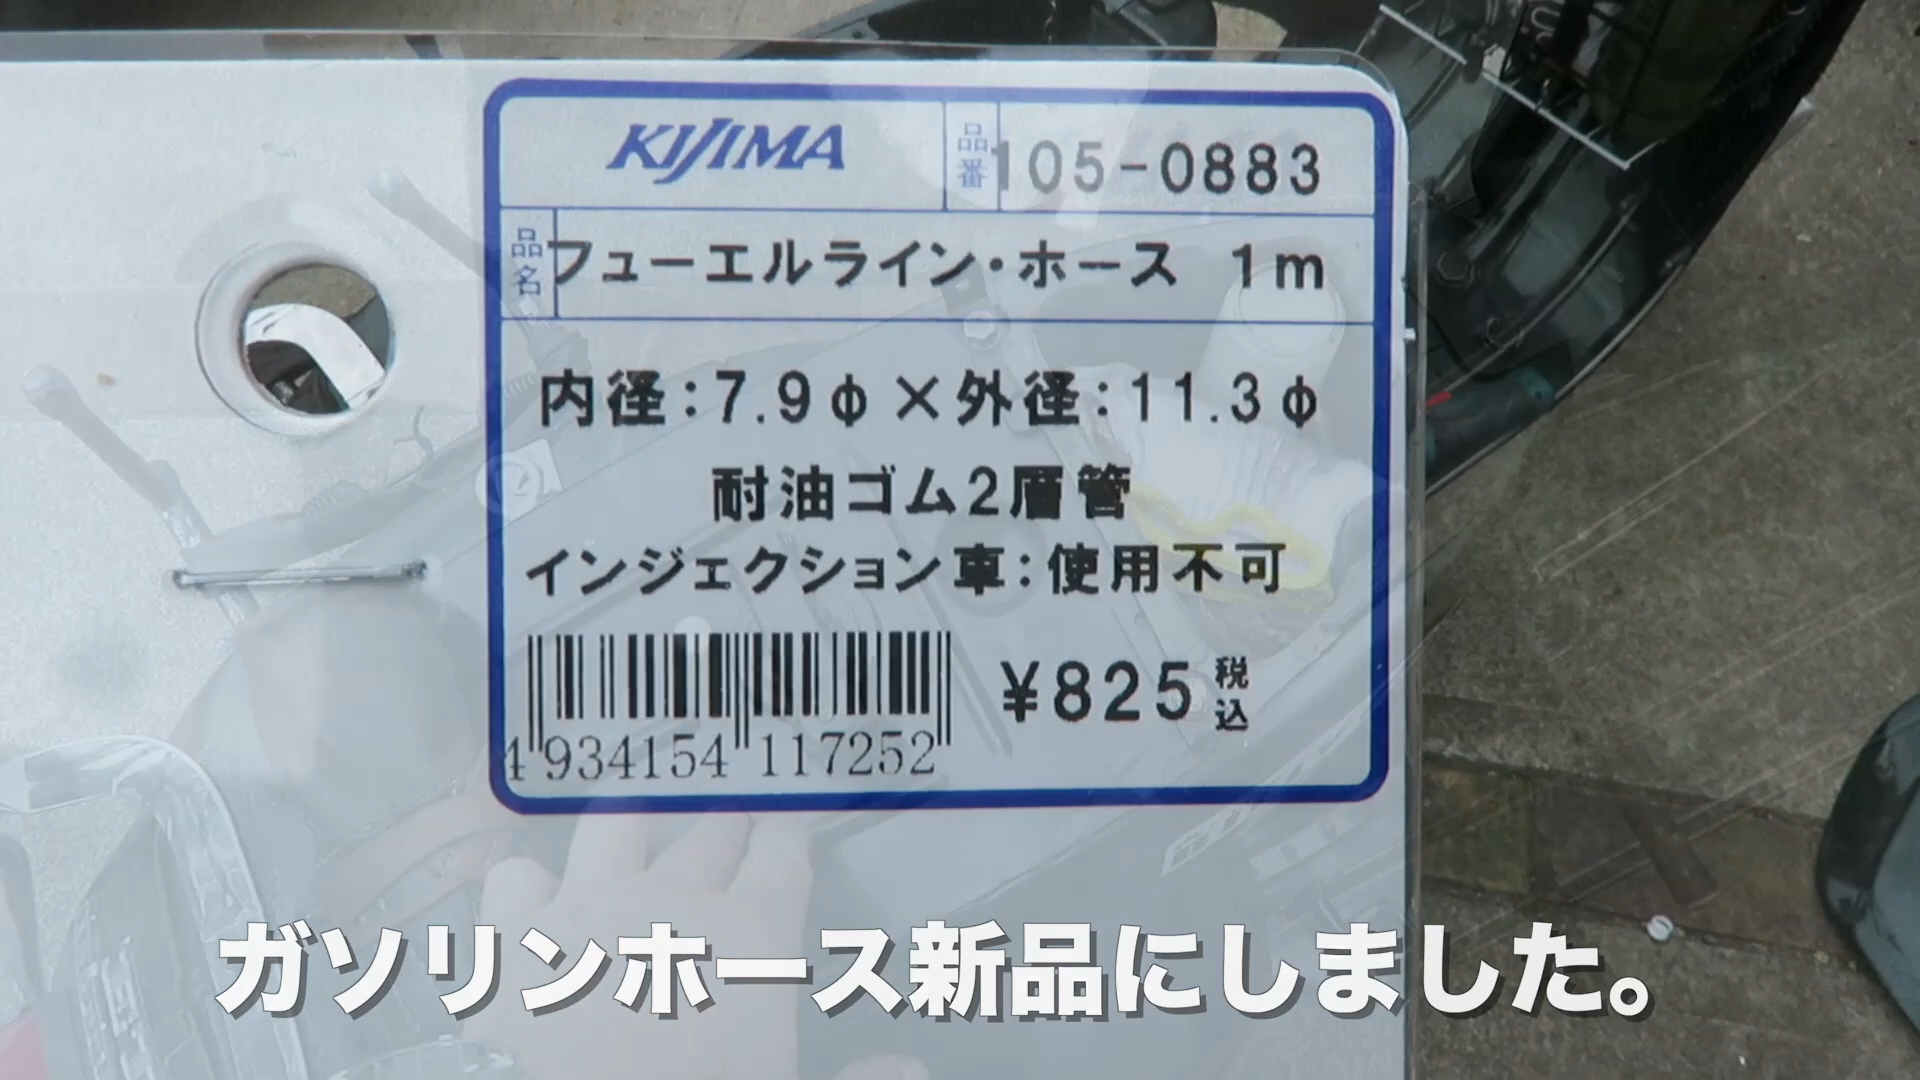 KIJIMA
品番 105-0883
品名 フューエルライン・ホース 1m
内径:7.9φ×外径:11.3φ
耐油ゴム2層管
インジェクション車:使用不可
¥825 税込
4 934154 117252
ガソリンホース新品にしました。